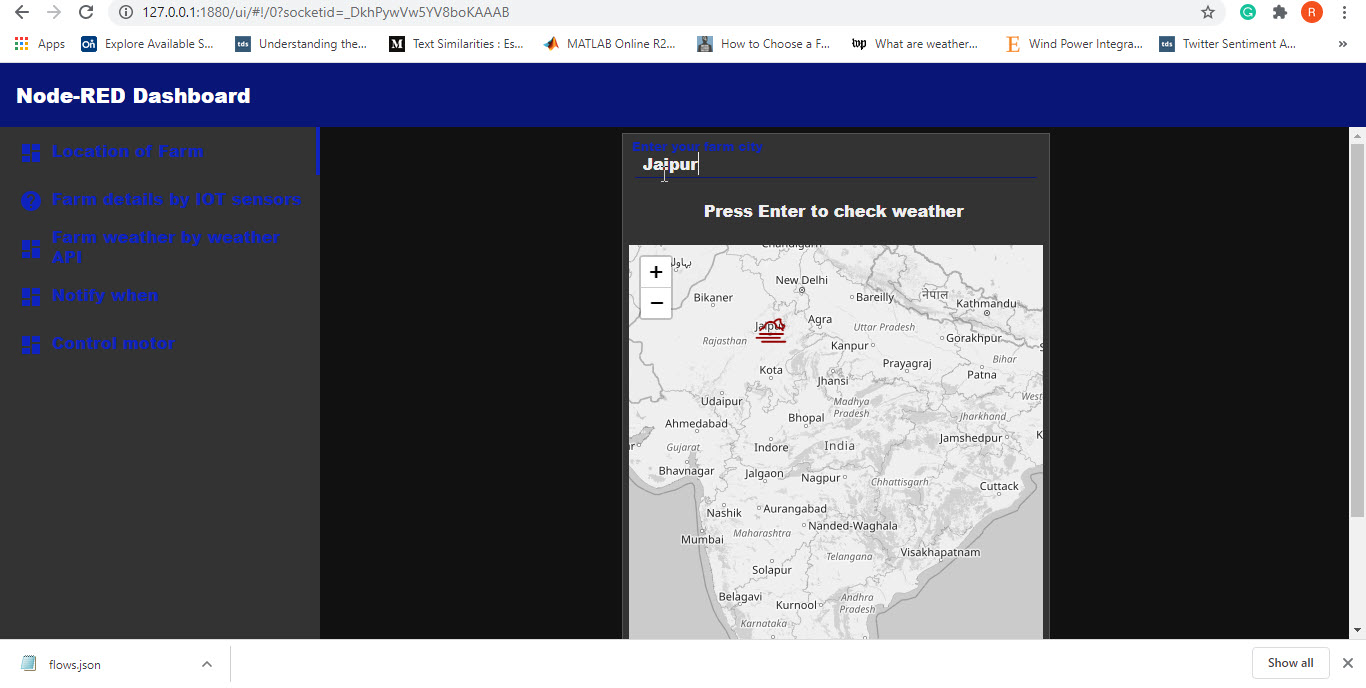 127.0.0.1:1880/ui/#!/0?socketid=_DkhPywVw5YV8boKAAAB
R
Apps
Explore Available S...
tds
Understanding the...
M
Text Similarities : Es...
MATLAB Online R2...
How to Choose a F...
wp
What are weather...
E
Wind Power Integra...
tds
Twitter Sentiment A...
»
Node-RED Dashboard
Location of Farm
Farm details by IOT sensors
Farm weather by weather
API
Notify when
Control motor
Enter your farm city
Jaipur
Press Enter to check weather
+
−
Chandigarh
New Delhi
Bikaner
Bareilly
नेपाल
Kathmandu
Jaipur
Agra
Uttar Pradesh
Rajasthan
Kanpur
Gorakhpur
Prayagraj
Bihar
Kota
Jhansi
Patna
Udaipur
Madhya
Pradesh
West
Ahmedabad
Bhopal
Jharkhand
Gujarat
Indore
India
Jamshedpur
Bhavnagar
Jalgaon
Nagpur
Chhattisgarh
Cuttack
Nashik
Aurangabad
Nanded-Waghala
Mumbai
Maharashtra
Telangana
Visakhapatnam
Solapur
Belagavi
Kurnool
Andhra
Pradesh
Karnataka
flows.json
Show all